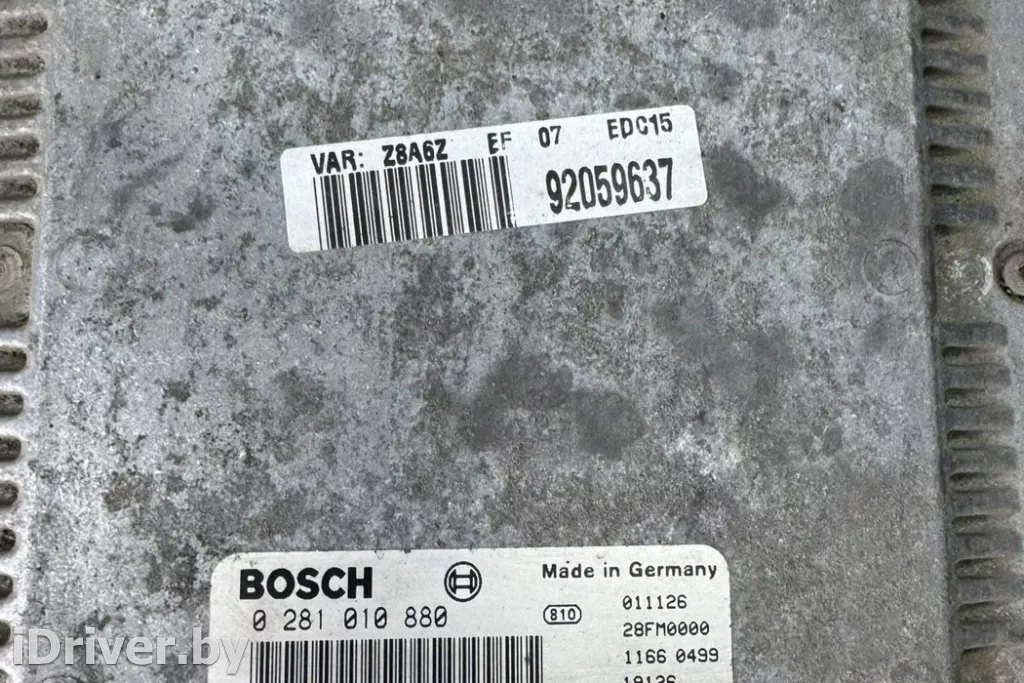 VAR: Z8A6Z EF 07 EDC15
92059637
BOSCH
Made in Germany
0 281 010 880
810
011126
28FM0000
1166 0499
iDriver.by